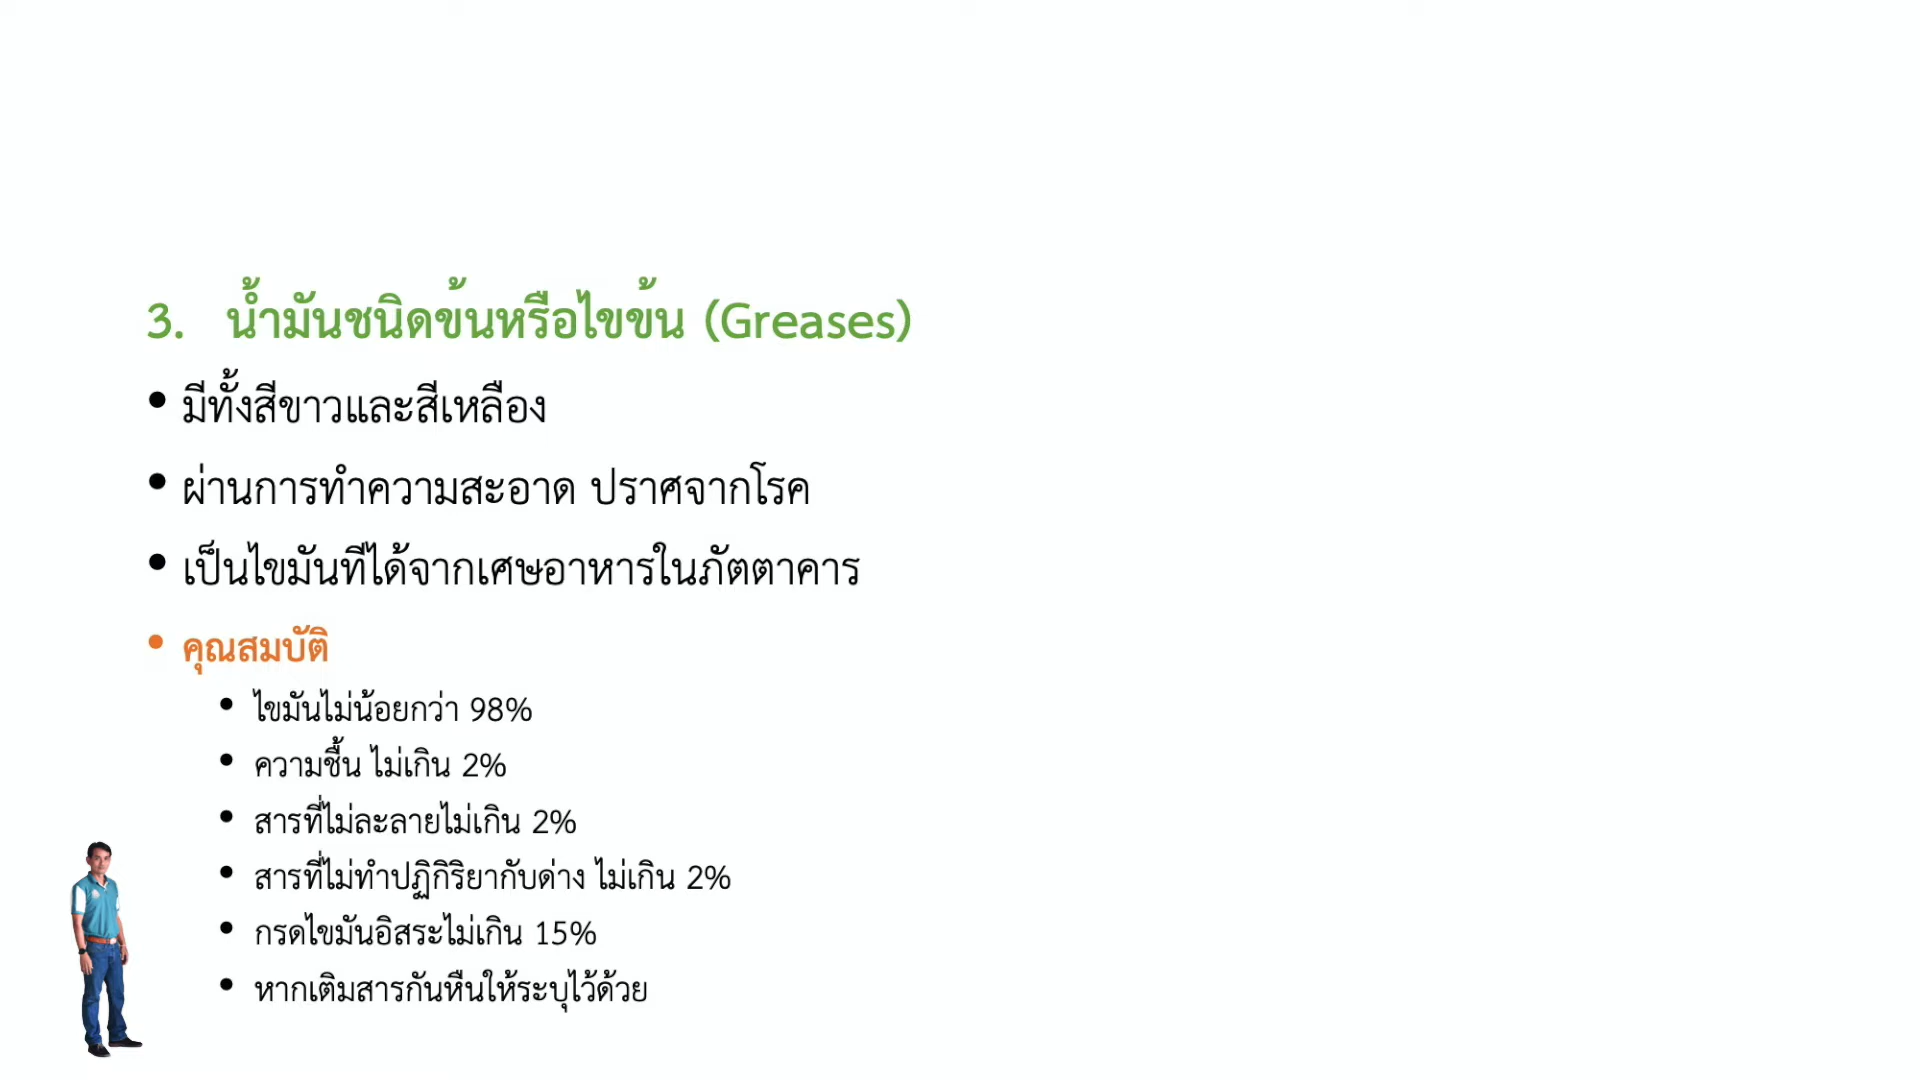 3. น้ำมันชนิดข้นหรือไขข้น (Greases)
• มีทั้งสีขาวและสีเหลือง
• ผ่านการทำความสะอาด ปราศจากโรค
• เป็นไขมันทีได้จากเศษอาหารในภัตตาคาร
• คุณสมบัติ
• ไขมันไม่น้อยกว่า 98%
• ความชื้น ไม่เกิน 2%
• สารที่ไม่ละลายไม่เกิน 2%
• สารที่ไม่ทำปฏิกิริยากับด่าง ไม่เกิน 2%
• กรดไขมันอิสระไม่เกิน 15%
• หากเติมสารกันหืนให้ระบุไว้ด้วย